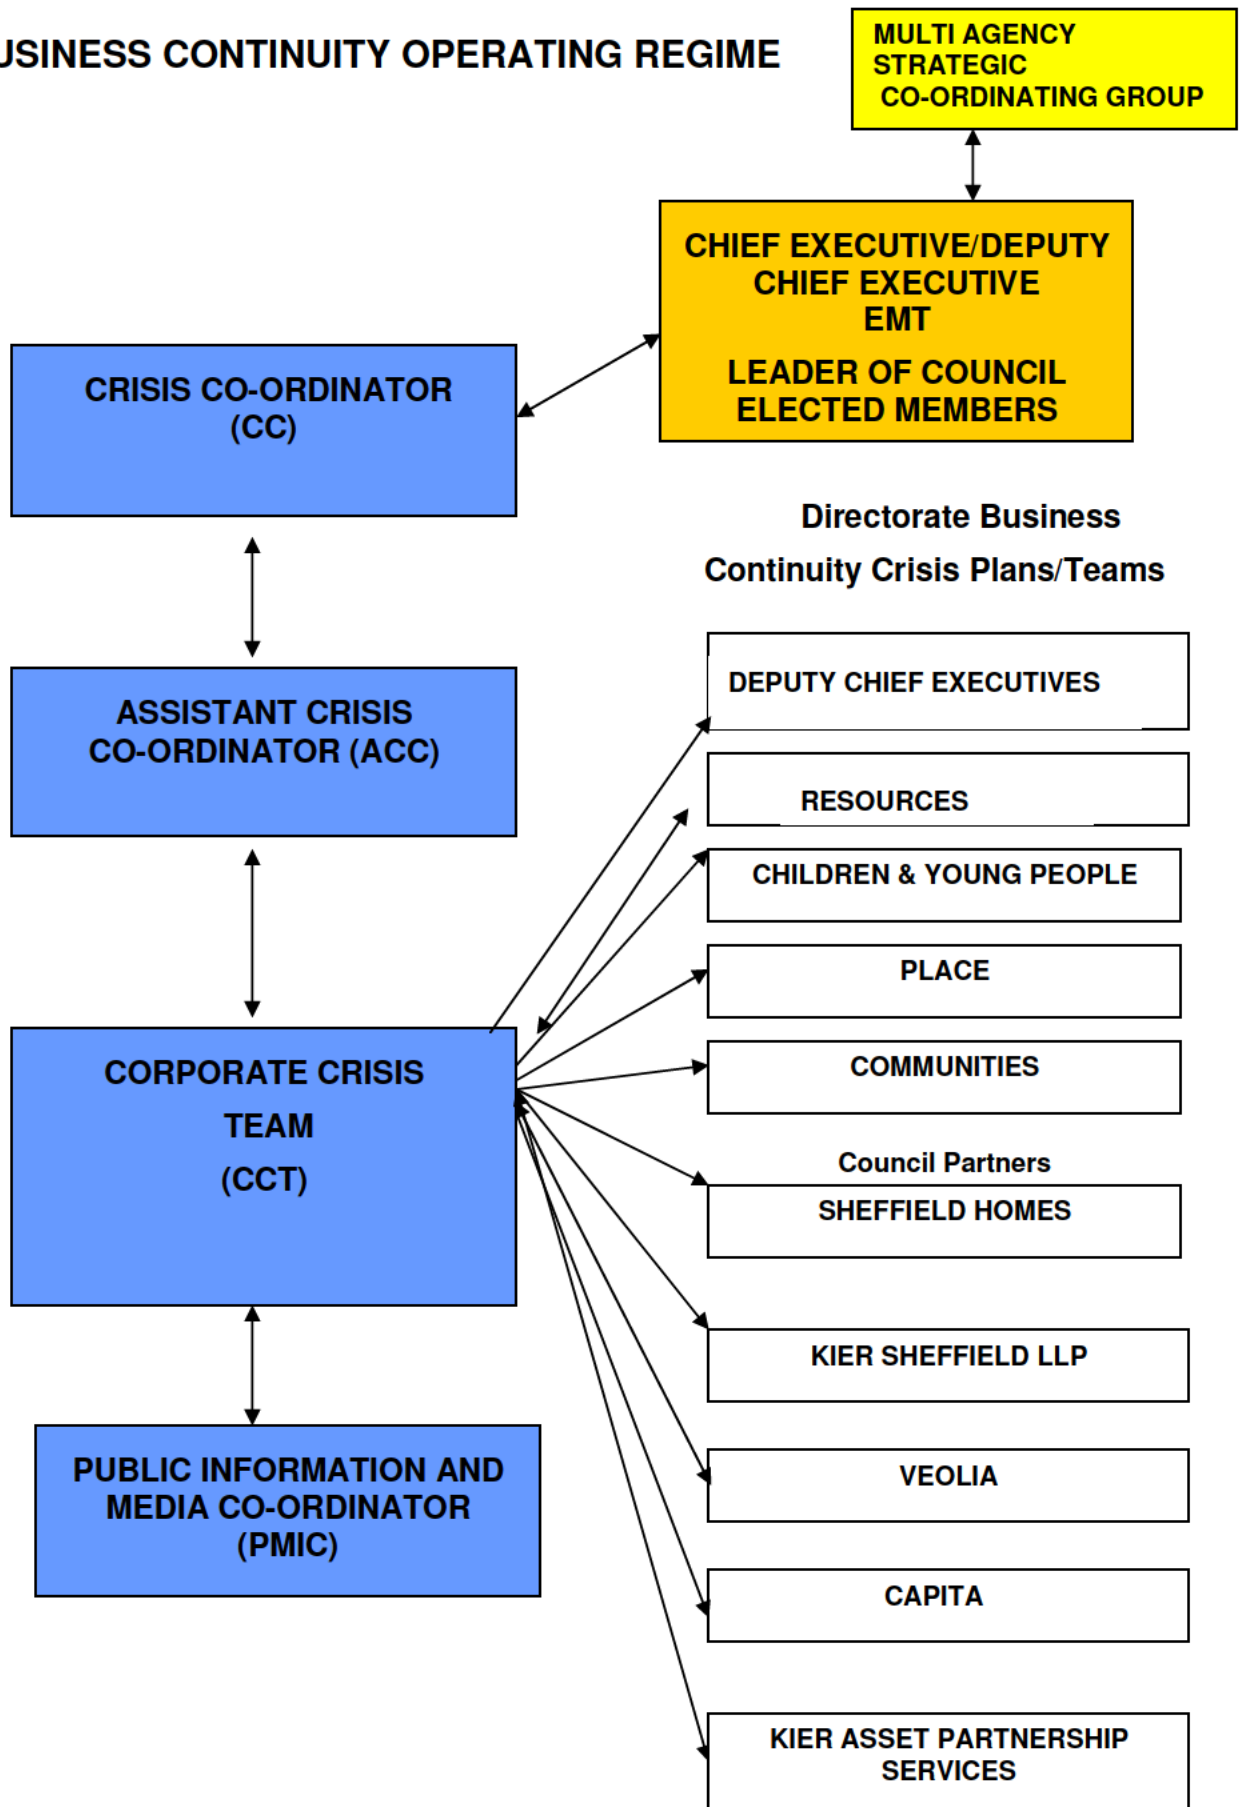 USINESS CONTINUITY OPERATING REGIME
MULTI AGENCY
STRATEGIC
CO-ORDINATING GROUP
CHIEF EXECUTIVE/DEPUTY
CHIEF EXECUTIVE
EMT
LEADER OF COUNCIL
ELECTED MEMBERS
CRISIS CO-ORDINATOR
(CC)
Directorate Business
Continuity Crisis Plans/Teams
ASSISTANT CRISIS
CO-ORDINATOR (ACC)
DEPUTY CHIEF EXECUTIVES
RESOURCES
CHILDREN & YOUNG PEOPLE
PLACE
COMMUNITIES
CORPORATE CRISIS
TEAM
(CCT)
Council Partners
SHEFFIELD HOMES
KIER SHEFFIELD LLP
VEOLIA
CAPITA
KIER ASSET PARTNERSHIP
SERVICES
PUBLIC INFORMATION AND
MEDIA CO-ORDINATOR
(PMIC)